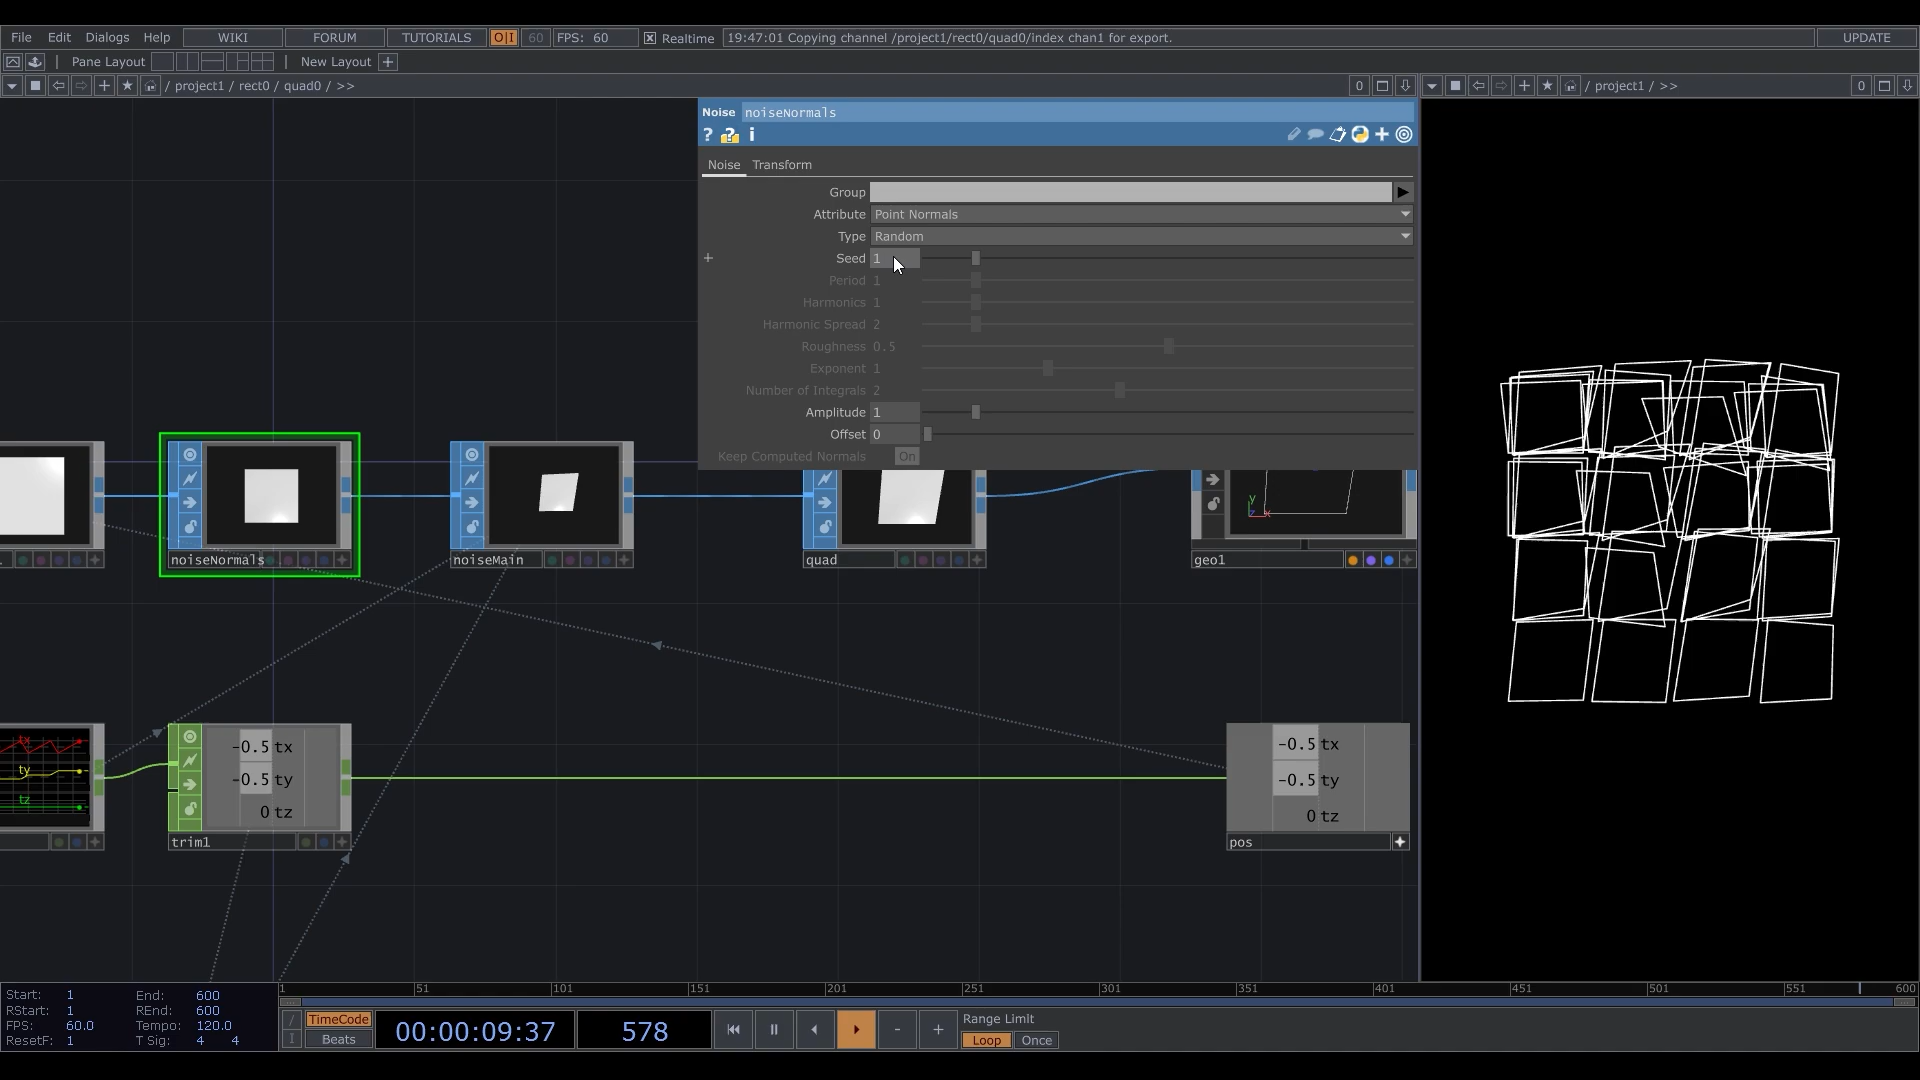 File Edit Dialogs Help WIKI FORUM TUTORIALS O|I 60 FPS: 60 Realtime 19:47:01 Copying channel /project1/rect0/quad0/index chan1 for export. UPDATE
Pane Layout New Layout +
/ project1 / rect0 / quad0 / >> 0
/ project1 / >> 0
Noise noiseNormals
? ? i
Noise Transform
Group
Attribute Point Normals
Type Random
+ Seed 1
Period 1
Harmonics 1
Harmonic Spread 2
Roughness 0.5
Exponent 1
Number of Integrals 2
Amplitude 1
Offset 0
Keep Computed Normals On
noiseNormals
noiseMain
quad
y
z x
geo1
tx
ty
tz
-0.5 tx
-0.5 ty
0 tz
trim1
-0.5 tx
-0.5 ty
0 tz
pos
Start: 1 End: 600
RStart: 1 REnd: 600
FPS: 60.0 Tempo: 120.0
ResetF: 1 T Sig: 4 4
1 51 101 151 201 251 301 351 401 451 501 551 600
/ TimeCode
I Beats
00:00:09:37 578 - +
Range Limit
Loop Once